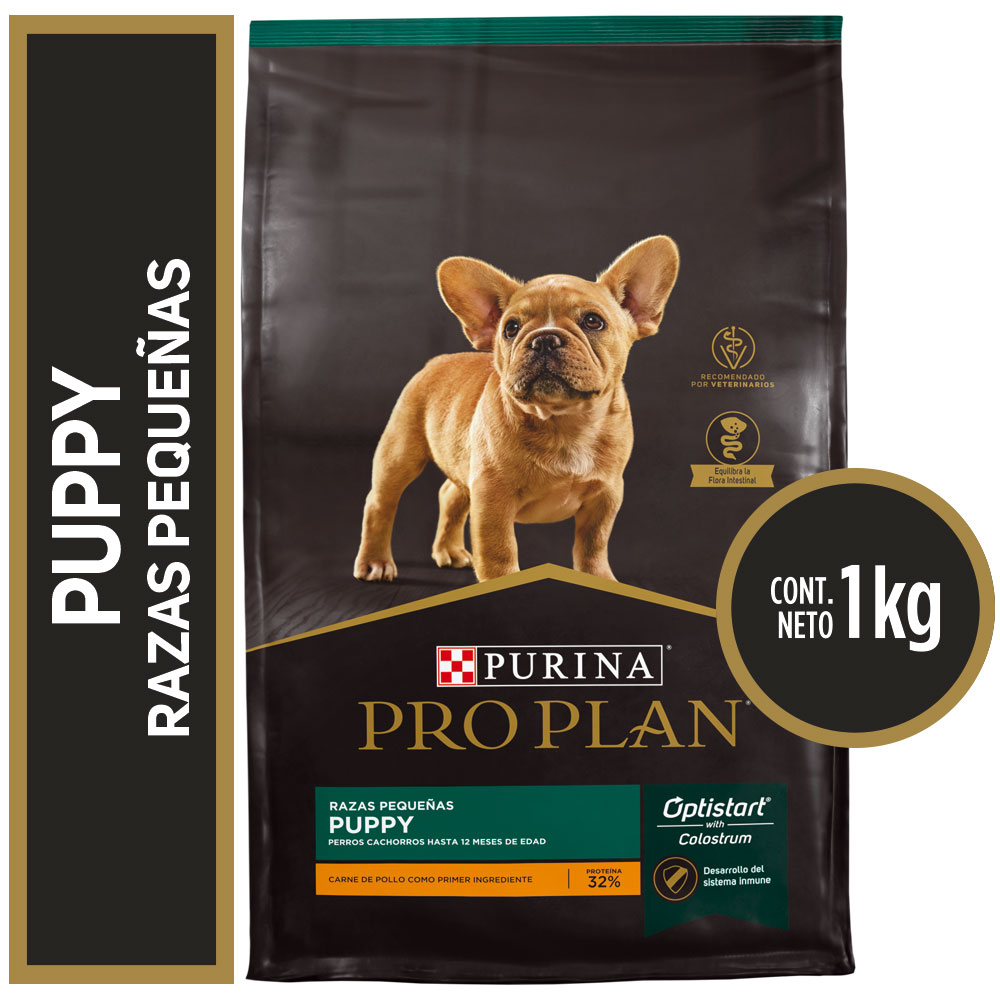 PUPPY
RAZAS PEQUEÑAS
RECOMENDADO
POR VETERINARIOS
Equilibra la
Flora Intestinal
CONT.
NETO 1kg
PURINA®
PRO PLAN®
RAZAS PEQUEÑAS
PUPPY
PERROS CACHORROS HASTA 12 MESES DE EDAD
CARNE DE POLLO COMO PRIMER INGREDIENTE
PROTEÍNA
32%
Optistart®
with
Colostrum
Desarrollo del
sistema inmune